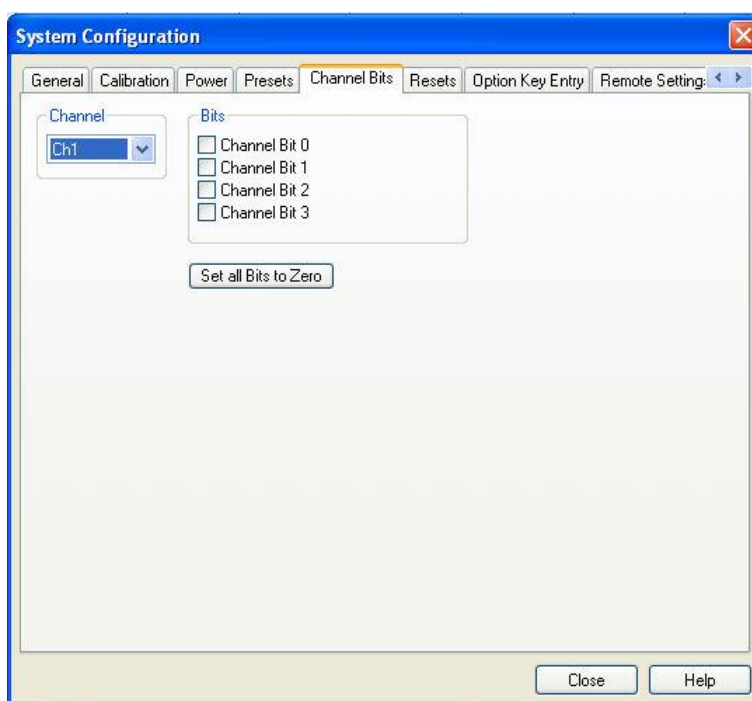 System Configuration
General Calibration Power Presets Channel Bits Resets Option Key Entry Remote Setting
Channel
Ch1
Bits
Channel Bit 0
Channel Bit 1
Channel Bit 2
Channel Bit 3
Set all Bits to Zero
Close Help